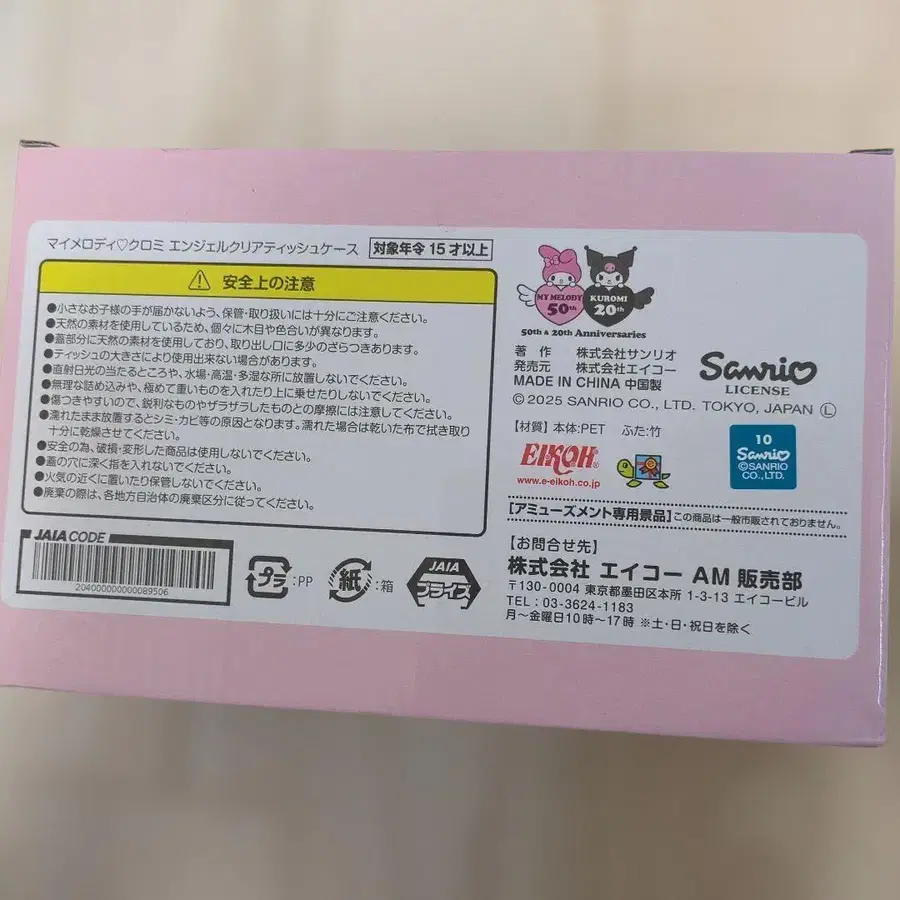 マイメロディ♡クロミ エンジェルクリアティッシュケース 対象年令 15才以上
安全上の注意
●小さなお子様の手が届かないよう、保管・取り扱いには十分にご注意ください。
●天然の素材を使用しているため、個々に木目や色合いが異なります。
●蓋部分に天然の素材を使用しており、取り出し口に多少のざらつきあります。
●ティッシュの大きさにより使用出来ない場合があります。
●直射日光の当たるところや、水場・高温・多湿な所に放置しないでください。
●無理な詰め込みや、極めて重いものを入れたり上に乗せたりしないでください。
●傷つきやすいので、鋭利なものやザラザラしたものとの摩擦には注意してください。
●濡れたまま放置するとシミ・カビ等の原因となります。濡れた場合は乾いた布で拭き取り
十分に乾燥させてください。
●安全の為、破損・変形した商品は使用しないでください。
●蓋の穴に深く指を入れないでください。
●火気の近くに置いたり保管しないでください。
●廃棄の際は、各地方自治体の廃棄区分に従ってください。
JAIA CODE
2040000000000089506
プラ :PP
紙 :箱
JAIA
プライズ
MY MELODY
50th
KUROMI
20th
50th & 20th Anniversaries
著 作 株式会社サンリオ
発売元 株式会社エイコー
MADE IN CHINA 中国製
Sanrio
LICENSE
©2025 SANRIO CO., LTD. TOKYO, JAPAN Ⓛ
【材質】本体:PET ふた:竹
EIKOH®
www.e-eikoh.co.jp
10
Sanrio
©SANRIO
CO.,LTD.
【アミューズメント専用景品】この商品は一般市販されておりません。
【お問合せ先】
株式会社 エイコー AM 販売部
〒130-0004 東京都墨田区本所 1-3-13 エイコービル
TEL : 03-3624-1183
月～金曜日10時～17時 ※土・日・祝日を除く